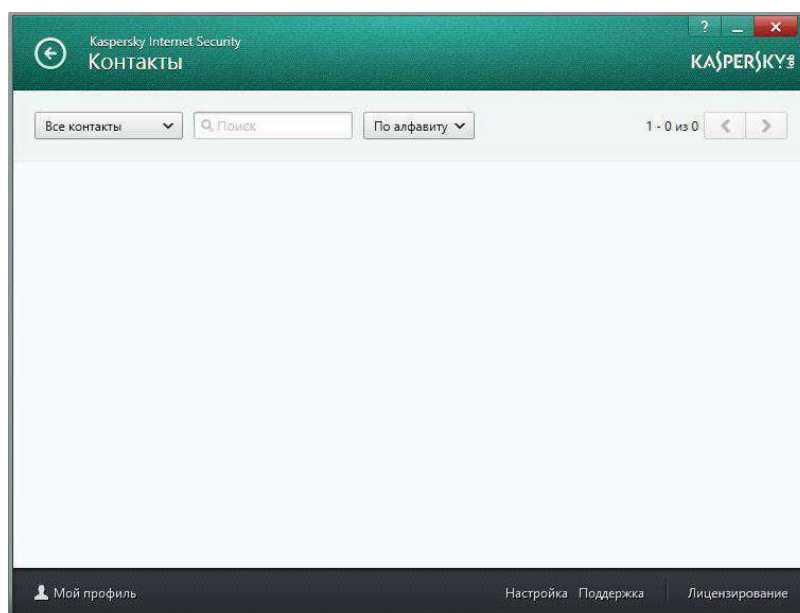 ?
Kaspersky Internet Security
Контакты
KASPERSKY lab
Все контакты
Поиск
По алфавиту
1 - 0 из 0
Мой профиль
Настройка Поддержка Лицензирование